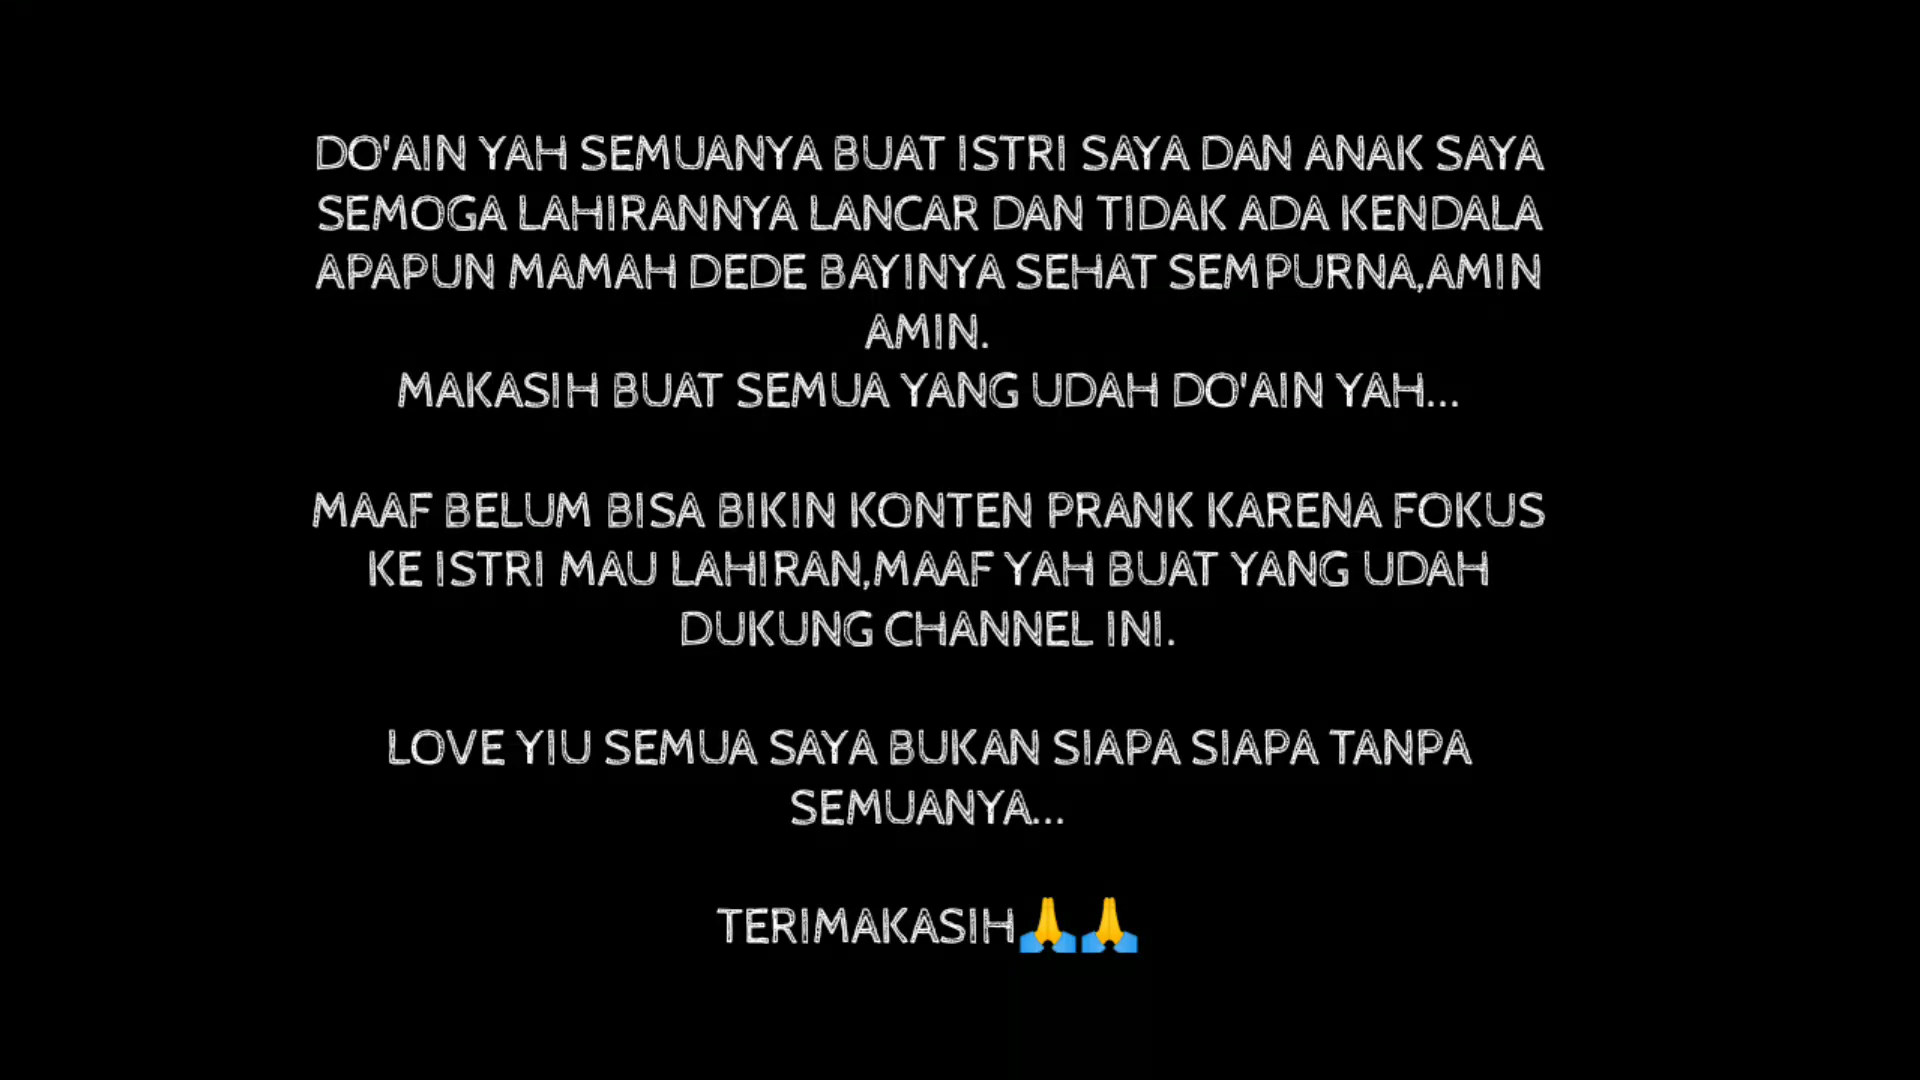 DO'AIN YAH SEMUANYA BUAT ISTRI SAYA DAN ANAK SAYA
SEMOGA LAHIRANNYA LANCAR DAN TIDAK ADA KENDALA
APAPUN MAMAH DEDE BAYINYA SEHAT SEMPURNA,AMIN
AMIN.
MAKASIH BUAT SEMUA YANG UDAH DO'AIN YAH...
MAAF BELUM BISA BIKIN KONTEN PRANK KARENA FOKUS
KE ISTRI MAU LAHIRAN,MAAF YAH BUAT YANG UDAH
DUKUNG CHANNEL INI.
LOVE YIU SEMUA SAYA BUKAN SIAPA SIAPA TANPA
SEMUANYA...
TERIMAKASIH🙏🙏